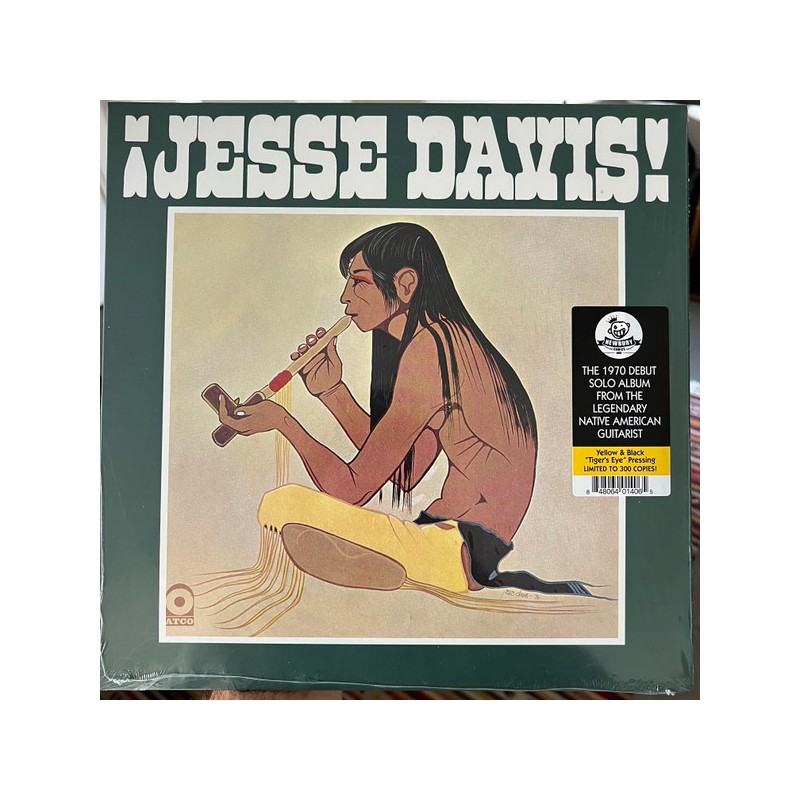 ¡JESSE DAVIS!
NEWBURY
COMICS
THE 1970 DEBUT
SOLO ALBUM
FROM THE
LEGENDARY
NATIVE AMERICAN
GUITARIST
Yellow & Black
"Tiger's Eye" Pressing
LIMITED TO 300 COPIES!
8 48064 01406 5
ATCO